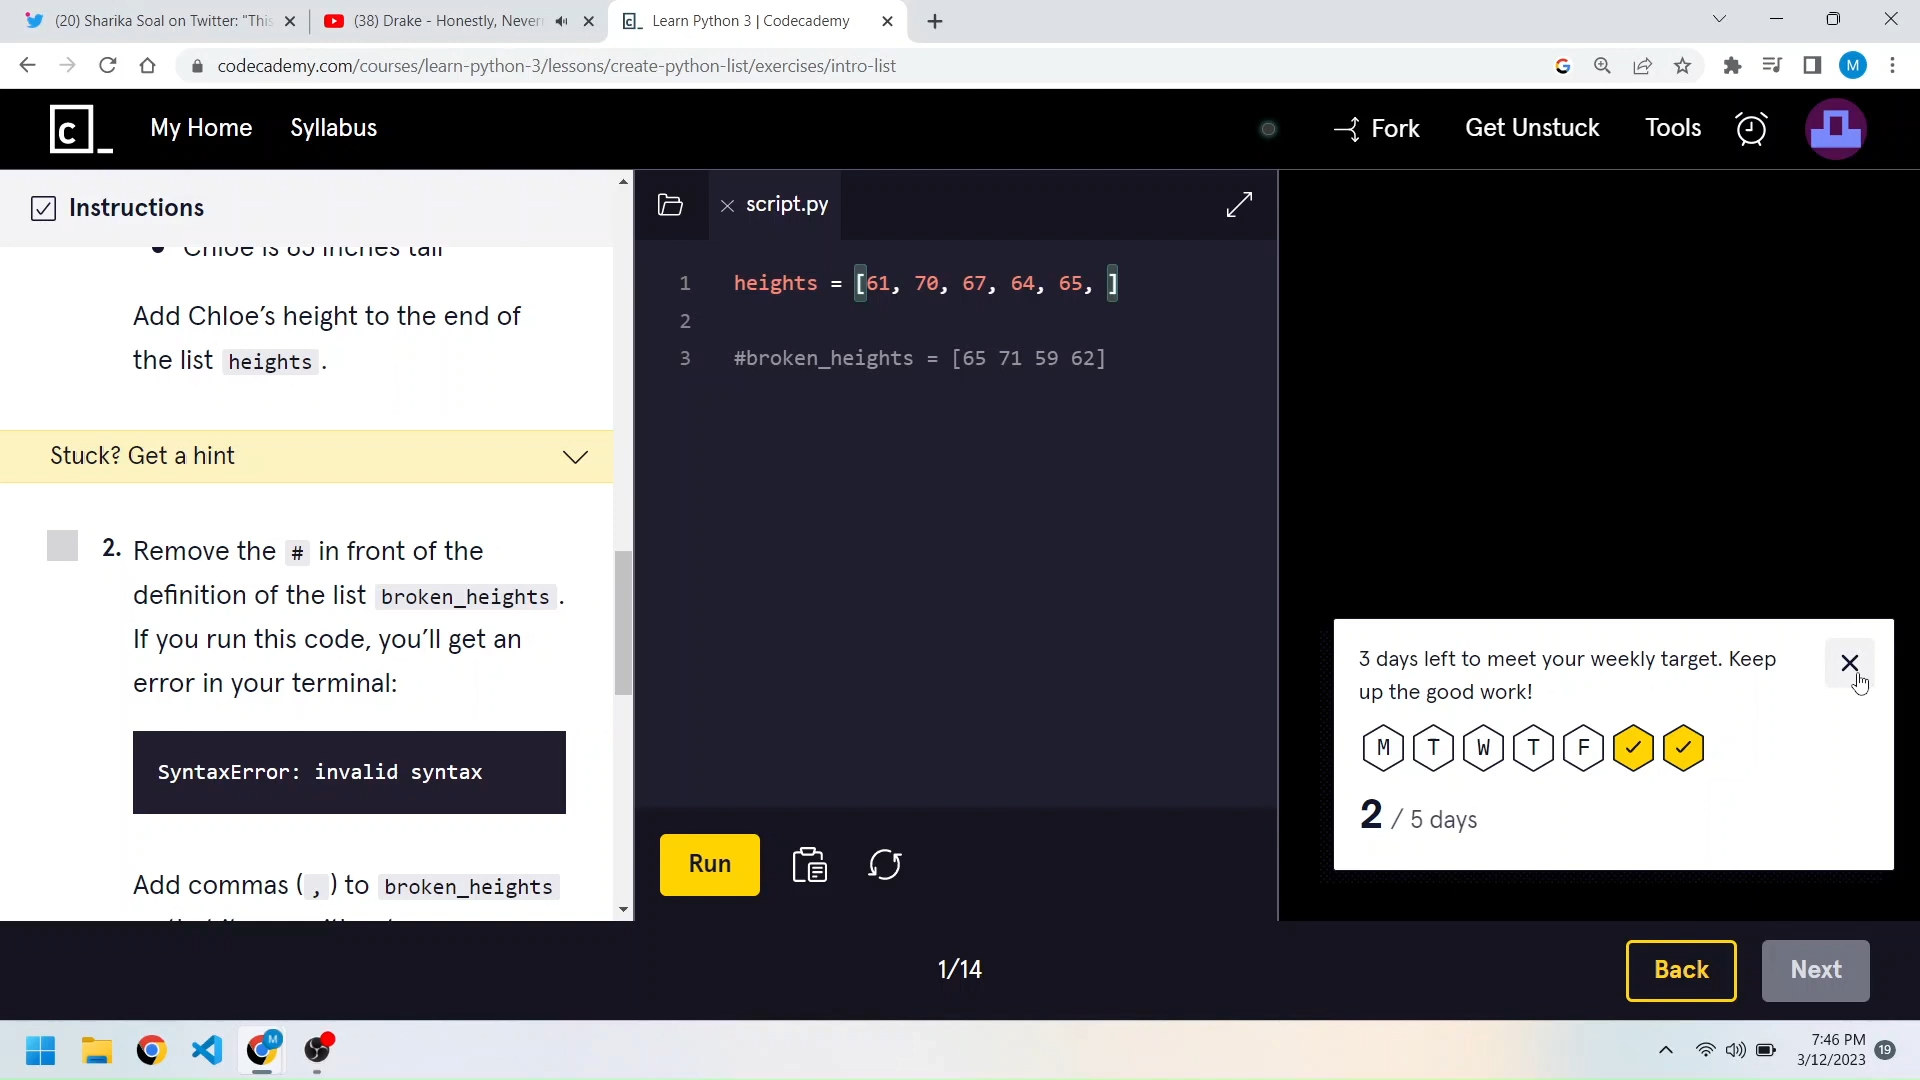 (20) Sharika Soal on Twitter: "This
(38) Drake - Honestly, Never
Learn Python 3 | Codecademy
codecademy.com/courses/learn-python-3/lessons/create-python-list/exercises/intro-list
M
My Home
Syllabus
Fork
Get Unstuck
Tools
Instructions
Add Chloe's height to the end of
the list heights .
Stuck? Get a hint
2. Remove the # in front of the
definition of the list broken_heights .
If you run this code, you'll get an
error in your terminal:
SyntaxError: invalid syntax
Add commas ( , ) to broken_heights
script.py
1 heights = [61, 70, 67, 64, 65, ]
2
3 #broken_heights = [65 71 59 62]
Run
3 days left to meet your weekly target. Keep
up the good work!
M T W T F
2 / 5 days
1/14
Back
Next
7:46 PM
3/12/2023
19